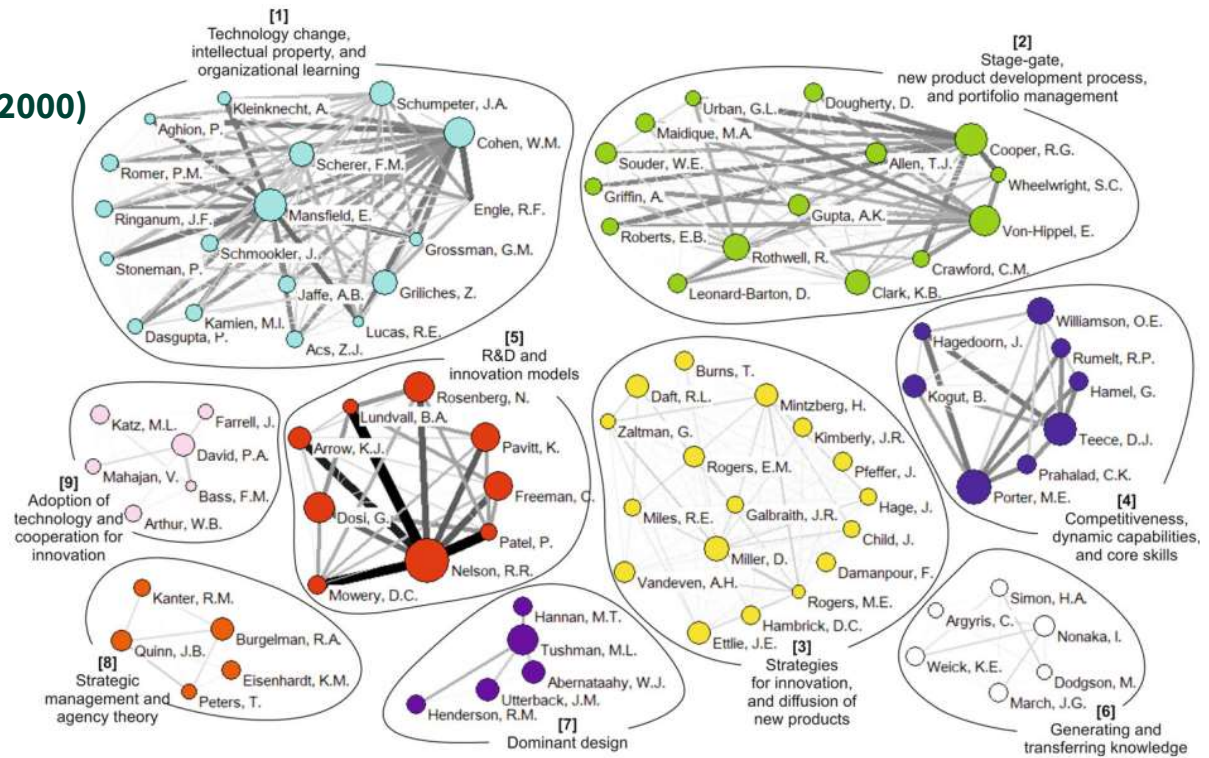 2000)
[1]
Technology change,
intellectual property, and
organizational learning
Kleinknecht, A.
Schumpeter, J.A.
Aghion, P.
Cohen, W.M.
Scherer, F.M.
Romer, P.M.
Engle, R.F.
Ringanum, J.F.
Mansfield, E.
Grossman, G.M.
Schmookler, J.
Stoneman, P.
Jaffe, A.B.
Griliches, Z.
Kamien, M.I.
Lucas, R.E.
Dasgupta, P.
Acs, Z.J.
[2]
Stage-gate,
new product development process,
and portifolio management
Urban, G.L.
Dougherty, D.
Maidique, M.A.
Cooper, R.G.
Souder, W.E.
Allen, T.J.
Wheelwright, S.C.
Griffin, A.
Gupta, A.K.
Von-Hippel, E.
Roberts, E.B.
Rothwell, R.
Crawford, C.M.
Leonard-Barton, D.
Clark, K.B.
[5]
R&D and
innovation models
Rosenberg, N.
Lundvall, B.A.
Arrow, K.J.
Pavitt, K.
Freeman, C.
Dosi, G.
Patel, P.
Nelson, R.R.
Mowery, D.C.
Burns, T.
Daft, R.L.
Mintzberg, H.
Zaltman, G.
Kimberly, J.R.
Rogers, E.M.
Pfeffer, J.
Hage, J.
Miles, R.E.
Galbraith, J.R.
Child, J.
Miller, D.
Damanpour, F.
Vandeven, A.H.
Rogers, M.E.
Hambrick, D.C.
Ettlie, J.E.
[3]
Strategies
for innovation,
and diffusion of
new products
Williamson, O.E.
Hagedoorn, J.
Rumelt, R.P.
Hamel, G.
Kogut, B.
Teece, D.J.
Prahalad, C.K.
Porter, M.E.
[4]
Competitiveness,
dynamic capabilities,
and core skills
Katz, M.L.
Farrell, J.
David, P.A.
Mahajan, V.
Bass, F.M.
Arthur, W.B.
[9]
Adoption of
technology and
cooperation for
innovation
Kanter, R.M.
Burgelman, R.A.
Quinn, J.B.
Eisenhardt, K.M.
Peters, T.
[8]
Strategic
management and
agency theory
Hannan, M.T.
Tushman, M.L.
Abernataahy, W.J.
Utterback, J.M.
Henderson, R.M.
[7]
Dominant design
Simon, H.A.
Argyris, C.
Nonaka, I.
Weick, K.E.
Dodgson, M.
March, J.G.
[6]
Generating and
transferring knowledge